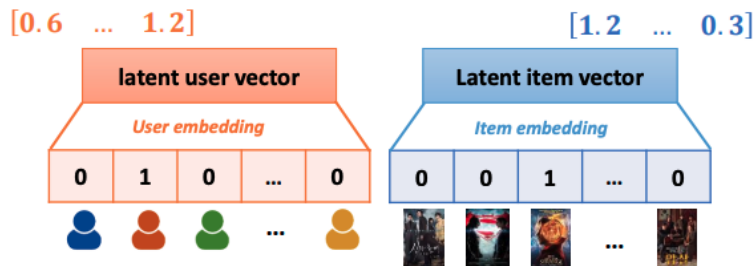 [0.6 ... 1.2]
[1.2 ... 0.3]
latent user vector
Latent item vector
User embedding
Item embedding
0 1 0 ... 0
0 0 1 ... 0
...
...